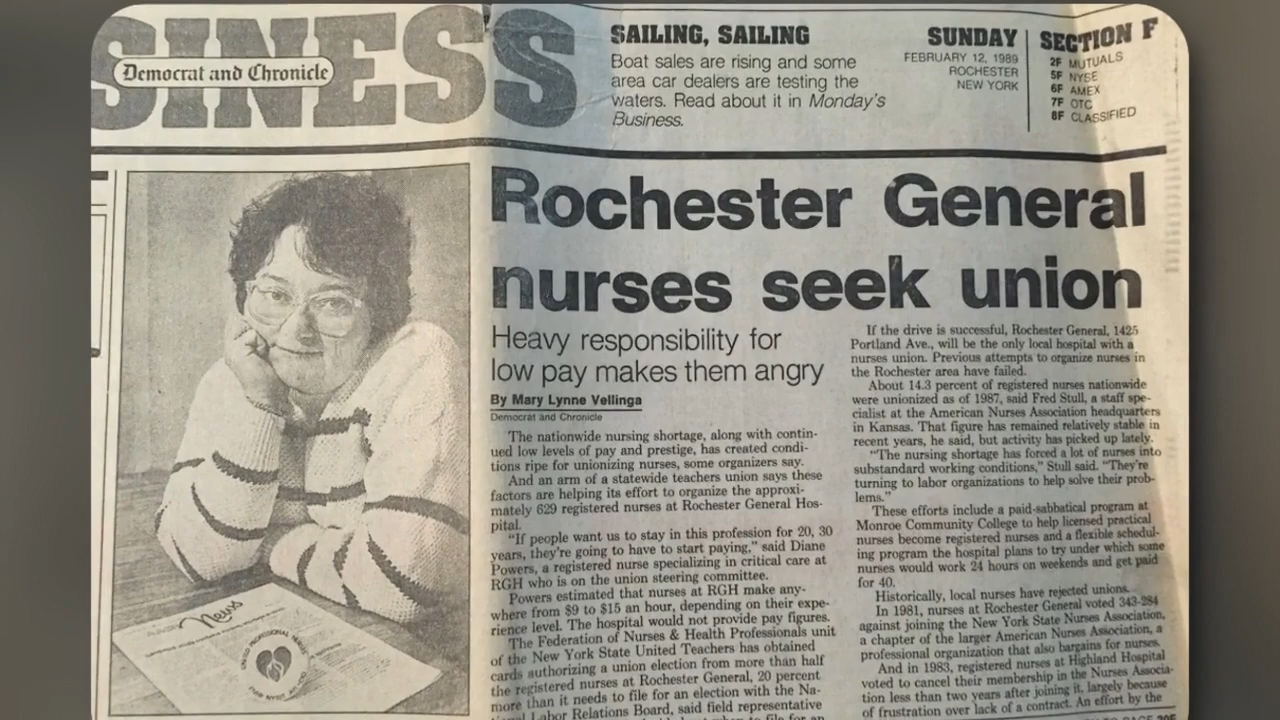 SINESS
Democrat and Chronicle
SAILING, SAILING
Boat sales are rising and some
area car dealers are testing the
waters. Read about it in Monday's
Business.
SUNDAY
FEBRUARY 12, 1989
ROCHESTER
NEW YORK
SECTION F
2F MUTUALS
5F NYSE
6F AMEX
7F OTC
8F CLASSIFIED
Rochester General
nurses seek union
Heavy responsibility for
low pay makes them angry
By Mary Lynne Vellinga
Democrat and Chronicle
The nationwide nursing shortage, along with contin-
ued low levels of pay and prestige, has created condi-
tions ripe for unionizing nurses, some organizers say.
And an arm of a statewide teachers union says these
factors are helping its effort to organize the approxi-
mately 629 registered nurses at Rochester General Hos-
pital.
"If people want us to stay in this profession for 20, 30
years, they're going to have to start paying," said Diane
Powers, a registered nurse specializing in critical care at
RGH who is on the union steering committee.
Powers estimated that nurses at RGH make any-
where from $9 to $15 an hour, depending on their expe-
rience level. The hospital would not provide pay figures.
The Federation of Nurses & Health Professionals unit
of the New York State United Teachers has obtained
cards authorizing a union election from more than half
the registered nurses at Rochester General, 20 percent
more than it needs to file for an election with the Na-
tional Labor Relations Board, said field representative
If the drive is successful, Rochester General, 1425
Portland Ave., will be the only local hospital with a
nurses union. Previous attempts to organize nurses in
the Rochester area have failed.
About 14.3 percent of registered nurses nationwide
were unionized as of 1987, said Fred Stull, a staff spe-
cialist at the American Nurses Association headquarters
in Kansas. That figure has remained relatively stable in
recent years, he said, but activity has picked up lately.
"The nursing shortage has forced a lot of nurses into
substandard working conditions," Stull said. "They're
turning to labor organizations to help solve their prob-
lems."
These efforts include a paid-sabbatical program at
Monroe Community College to help licensed practical
nurses become registered nurses and a flexible schedul-
ing program the hospital plans to try under which some
nurses would work 24 hours on weekends and get paid
for 40.
Historically, local nurses have rejected unions.
In 1981, nurses at Rochester General voted 343-284
against joining the New York State Nurses Association,
a chapter of the larger American Nurses Association, a
professional organization that also bargains for nurses.
And in 1983, registered nurses at Highland Hospital
voted to cancel their membership in the Nurses Associa-
tion less than two years after joining it, largely because
of frustration over lack of a contract. An effort by the
News